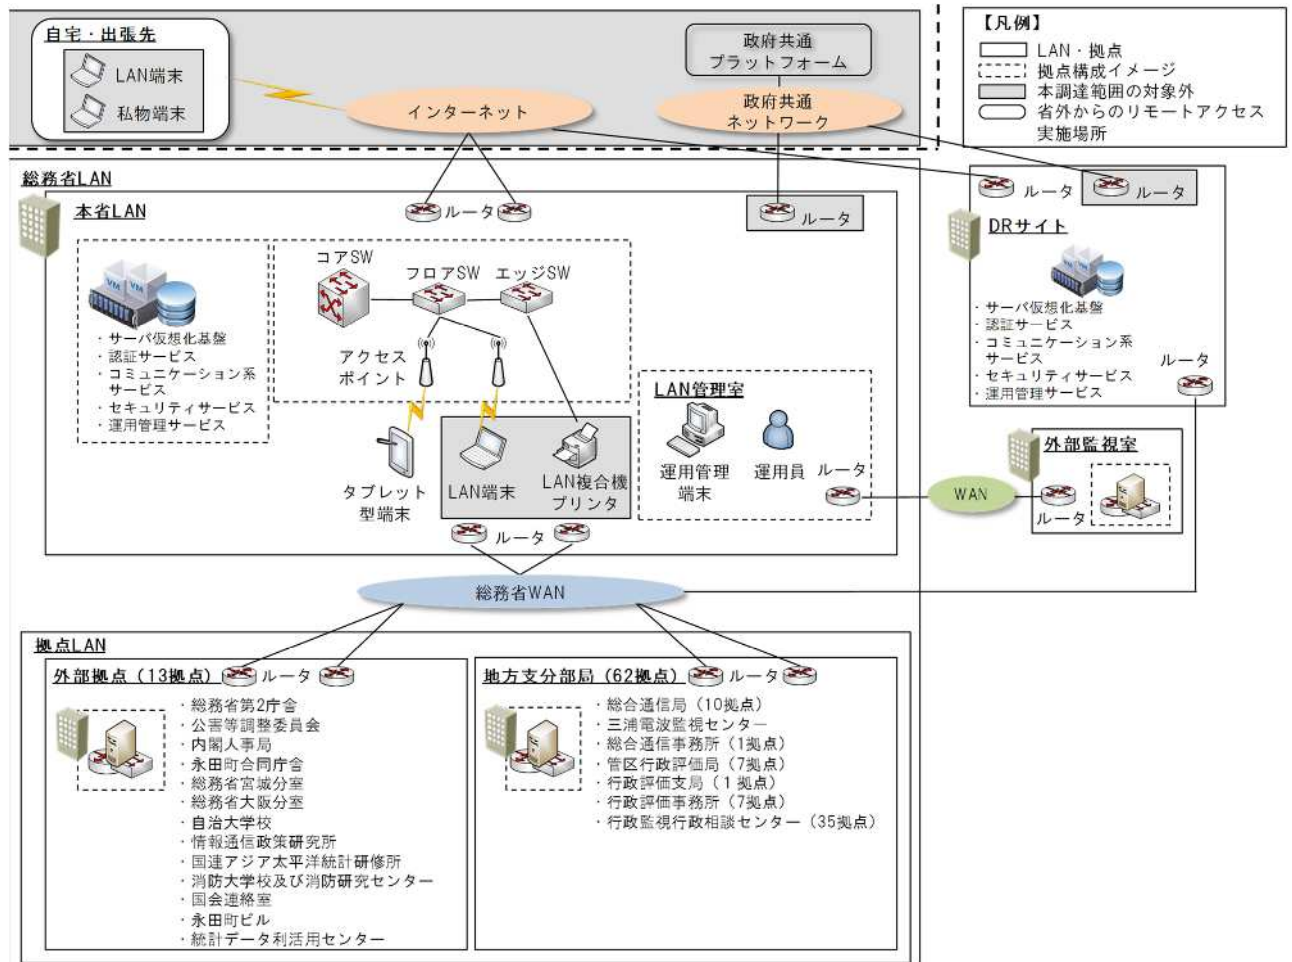 自宅・出張先
LAN端末
私物端末
インターネット
政府共通
プラットフォーム
政府共通
ネットワーク
【凡例】
LAN・拠点
拠点構成イメージ
本調達範囲の対象外
省外からのリモートアクセス
実施場所
総務省LAN
本省LAN
ルータ
ルータ
コアSW
フロアSW
エッジSW
VM
VM
・サーバ仮想化基盤
・認証サービス
・コミュニケーション系
サービス
・セキュリティサービス
・運用管理サービス
アクセス
ポイント
タブレット
型端末
LAN端末
LAN複合機
プリンタ
ルータ
LAN管理室
運用管理
端末
運用員
ルータ
ルータ
ルータ
DRサイト
VM
VM
・サーバ仮想化基盤
・認証サービス
・コミュニケーション系
サービス
・セキュリティサービス
・運用管理サービス
ルータ
WAN
外部監視室
ルータ
総務省WAN
拠点LAN
外部拠点（13拠点）
ルータ
・総務省第2庁舎
・公害等調整委員会
・内閣人事局
・永田町合同庁舎
・総務省宮城分室
・総務省大阪分室
・自治大学校
・情報通信政策研究所
・国連アジア太平洋統計研修所
・消防大学校及び消防研究センター
・国会連絡室
・永田町ビル
・統計データ利活用センター
地方支分部局（62拠点）
ルータ
・総合通信局（10拠点）
・三浦電波監視センター
・総合通信事務所（1拠点）
・管区行政評価局（7拠点）
・行政評価支局（1拠点）
・行政評価事務所（7拠点）
・行政監視行政相談センター（35拠点）